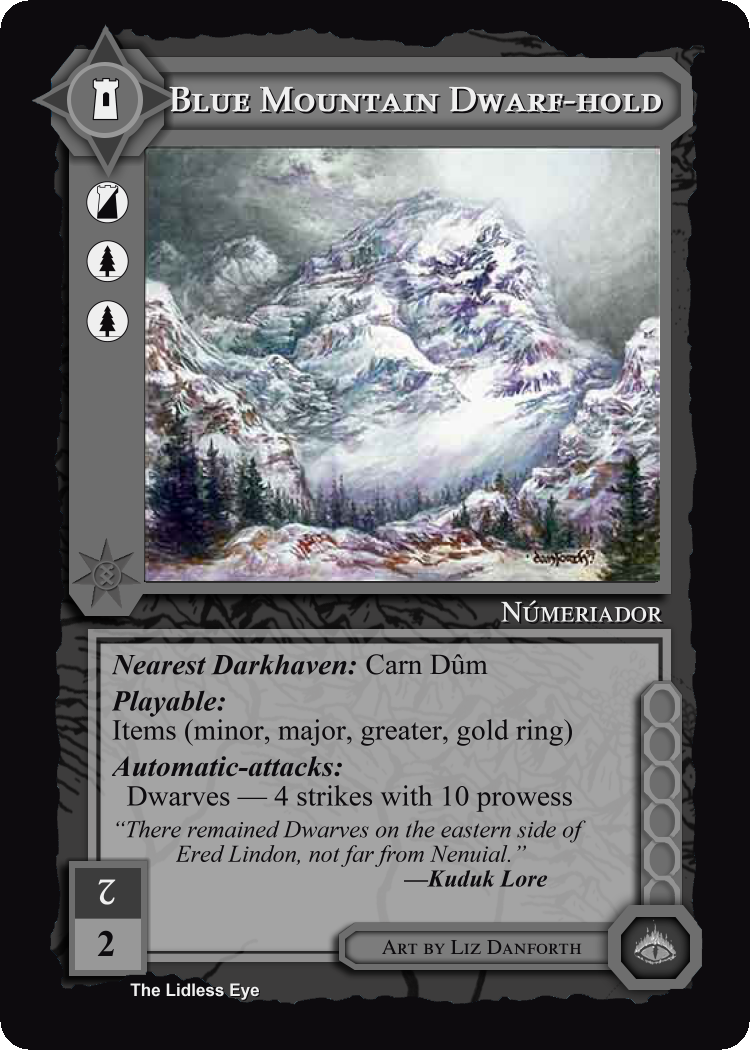 Blue Mountain Dwarf-hold
Danforth
Númeriador
Nearest Darkhaven: Carn Dûm
Playable:
Items (minor, major, greater, gold ring)
Automatic-attacks:
Dwarves — 4 strikes with 10 prowess
“There remained Dwarves on the eastern side of
Ered Lindon, not far from Nenuial.”
—Kuduk Lore
2
2
Art by Liz Danforth
The Lidless Eye